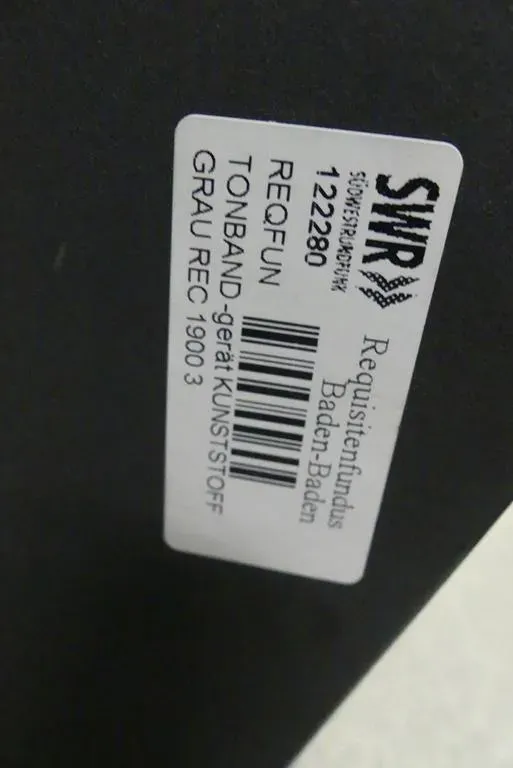 SWR
SÜDWESTRUNDFUNK
Requisitenfundus
Baden-Baden
122280
REQFUN
TONBAND-gerät KUNSTSTOFF
GRAU REC 1900 3